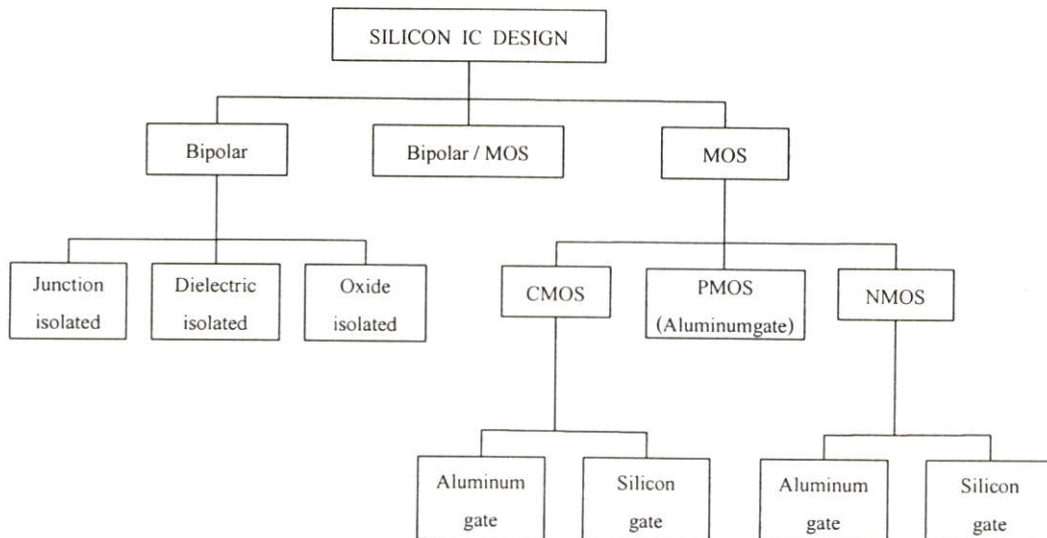 SILICON IC DESIGN
Bipolar
Bipolar / MOS
MOS
Junction
isolated
Dielectric
isolated
Oxide
isolated
CMOS
PMOS
(Aluminumgate)
NMOS
Aluminum
gate
Silicon
gate
Aluminum
gate
Silicon
gate